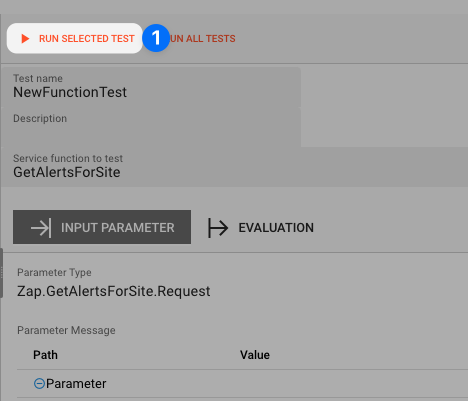 RUN SELECTED TEST 1 UN ALL TESTS
Test name
NewFunctionTest
Description
Service function to test
GetAlertsForSite
INPUT PARAMETER EVALUATION
Parameter Type
Zap.GetAlertsForSite.Request
Parameter Message
Path Value
Parameter